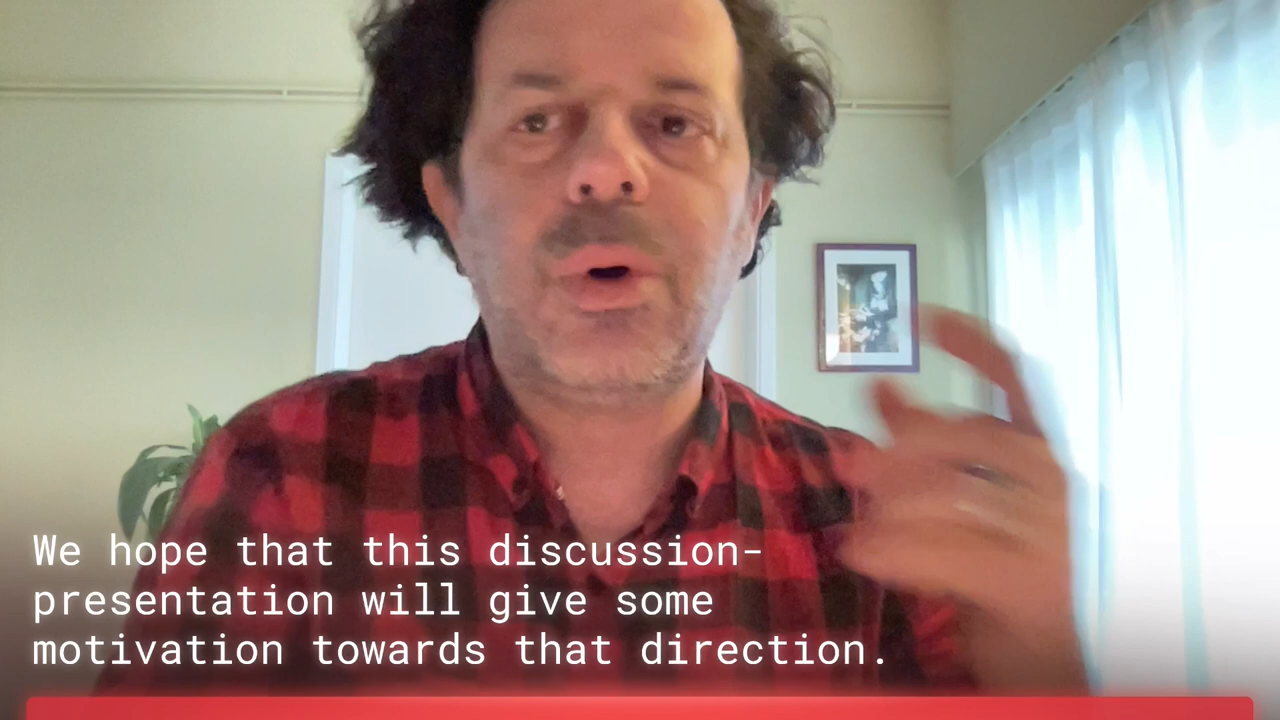 We hope that this discussion-
presentation will give some
motivation towards that direction.